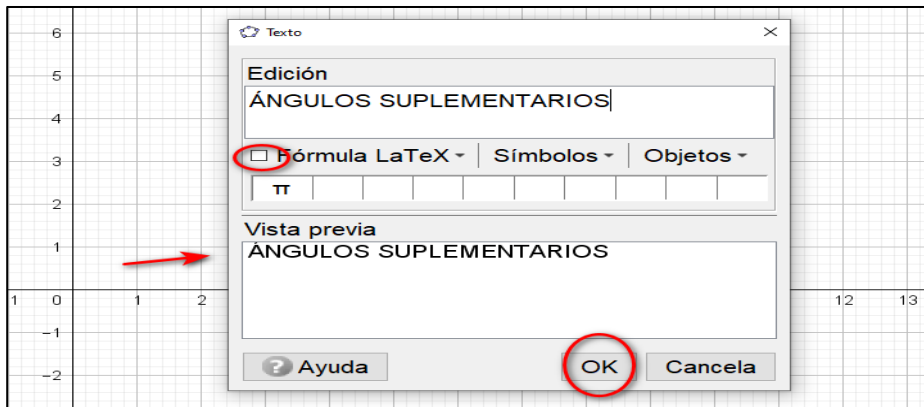 6
5
4
3
2
1
1 0 1 2 12 13
−1
−2
Texto
Edición
ÁNGULOS SUPLEMENTARIOS
Fórmula LaTeX Símbolos Objetos
π
Vista previa
ÁNGULOS SUPLEMENTARIOS
? Ayuda OK Cancela